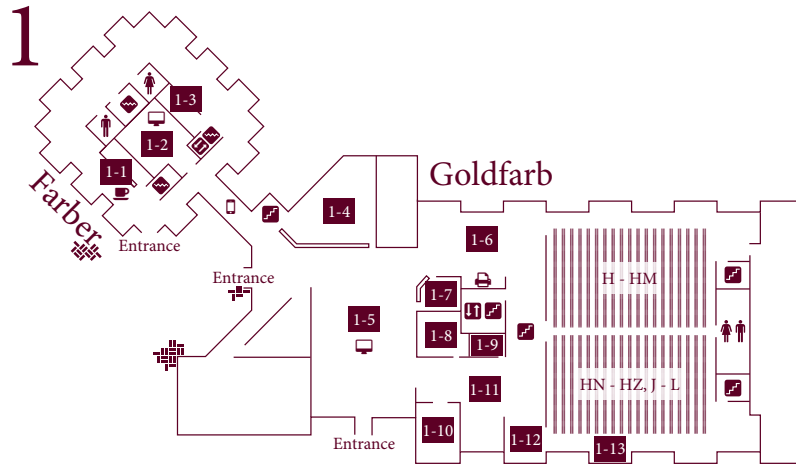 1
1-3
1-2
1-1
Farber
Entrance
Entrance
1-4
Goldfarb
1-6
H - HM
1-7
1-5
1-8
1-9
1-11
HN - HZ, J - L
1-10
Entrance
1-12
1-13